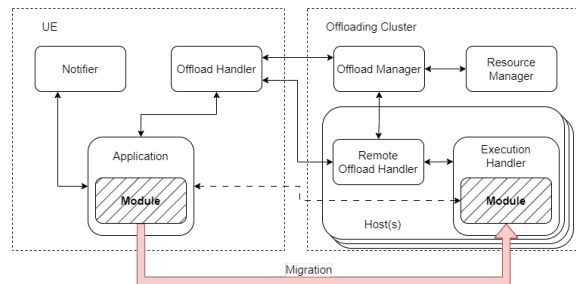 UE
Offloading Cluster
Notifier
Offload Handler
Offload Manager
Resource
Manager
Application
Module
Remote
Offload Handler
Execution
Handler
Module
Host(s)
Migration